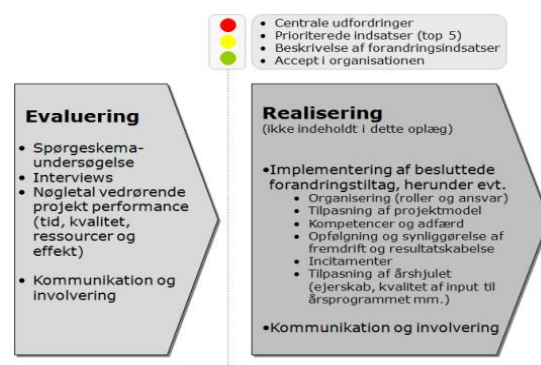 • Centrale udfordringer
• Prioriterede indsatser (top 5)
• Beskrivelse af forandringsindsatser
• Accept i organisationen
Evaluering
• Spørgeskema-
undersøgelse
• Interviews
• Nøgletal vedrørende
projekt performance
(tid, kvalitet,
ressourcer og
effekt)
• Kommunikation og
involvering
Realisering
(ikke indeholdt i dette oplæg)
•Implementering af besluttede
forandringstiltag, herunder evt.
• Organisering (roller og ansvar)
• Tilpasning af projektmodel
• Kompetencer og adfærd
• Opfølgning og synliggørelse af
fremdrift og resultatskabelse
• Incitamenter
• Tilpasning af årshjulet
(ejerskab, kvalitet af input til
årsprogrammet mm.)
•Kommunikation og involvering